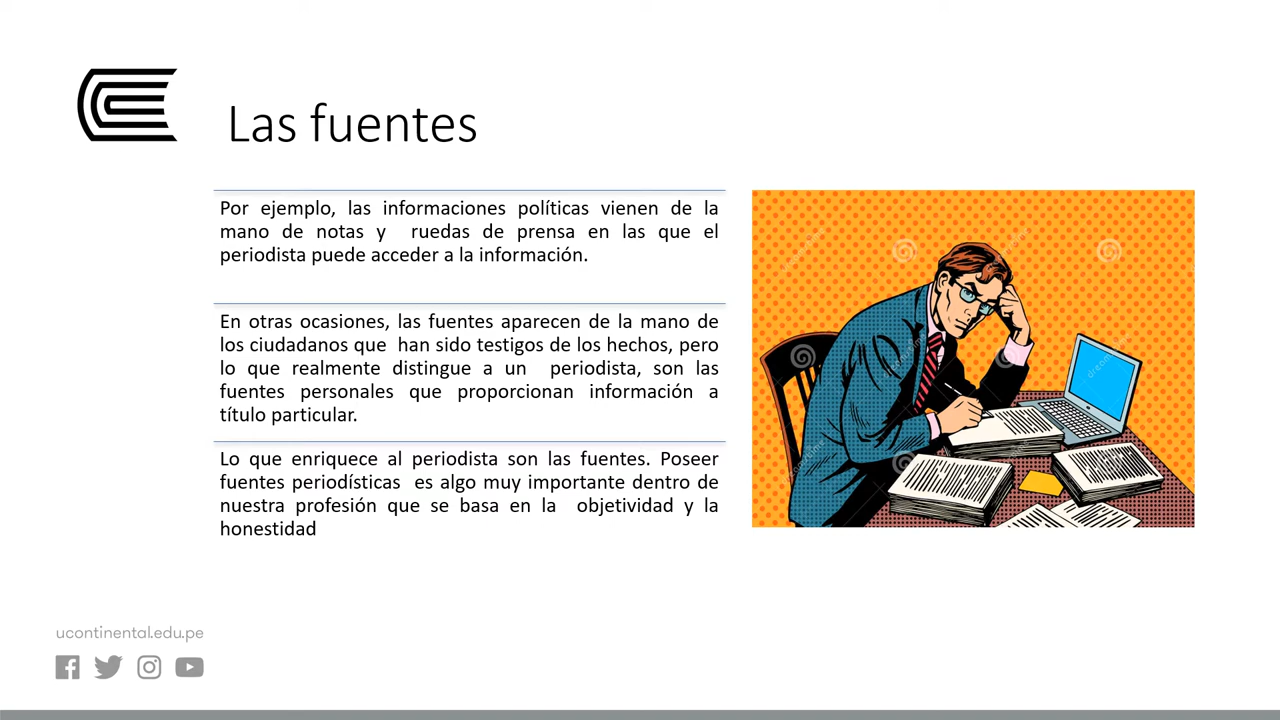 Las fuentes
Por ejemplo, las informaciones políticas vienen de la
mano de notas y ruedas de prensa en las que el
periodista puede acceder a la información.
En otras ocasiones, las fuentes aparecen de la mano de
los ciudadanos que han sido testigos de los hechos, pero
lo que realmente distingue a un periodista, son las
fuentes personales que proporcionan información a
título particular.
Lo que enriquece al periodista son las fuentes. Poseer
fuentes periodísticas es algo muy importante dentro de
nuestra profesión que se basa en la objetividad y la
honestidad
ucontinental.edu.pe